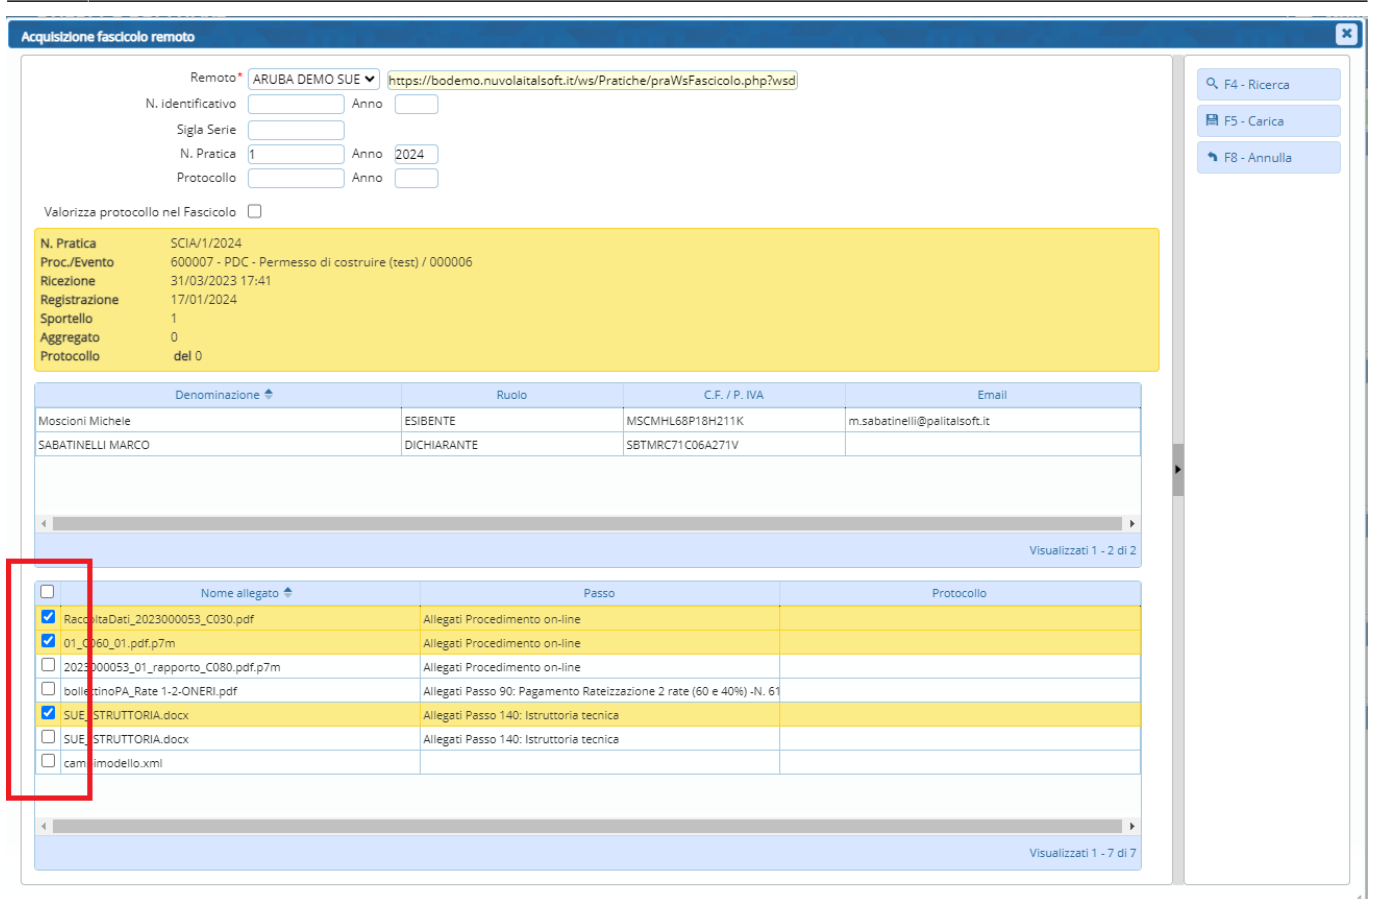 Acquisizione fascicolo remoto
Remoto* ARUBA DEMO SUE https://bodemo.nuvolaitalsoft.it/ws/Pratiche/praWsFascicolo.php?wsd
N. identificativo Anno
Sigla Serie
N. Pratica 1 Anno 2024
Protocollo Anno
Valorizza protocollo nel Fascicolo
F4 - Ricerca
F5 - Carica
F8 - Annulla
N. Pratica SCIA/1/2024
Proc./Evento 600007 - PDC - Permesso di costruire (test) / 000006
Ricezione 31/03/2023 17:41
Registrazione 17/01/2024
Sportello 1
Aggregato 0
Protocollo del 0
Denominazione Ruolo C.F. / P. IVA Email
Moscioni Michele ESIBENTE MSCMHL68P18H211K m.sabatinelli@palitalsoft.it
SABATINELLI MARCO DICHIARANTE SBTMRC71C06A271V
Visualizzati 1 - 2 di 2
Nome allegato Passo Protocollo
RaccoltaDati_2023000053_C030.pdf Allegati Procedimento on-line
01_C060_01.pdf.p7m Allegati Procedimento on-line
2023000053_01_rapporto_C080.pdf.p7m Allegati Procedimento on-line
bollettinoPA_Rate 1-2-ONERI.pdf Allegati Passo 90: Pagamento Rateizzazione 2 rate (60 e 40%) -N. 61
SUE_ISTRUTTORIA.docx Allegati Passo 140: Istruttoria tecnica
SUE_ISTRUTTORIA.docx Allegati Passo 140: Istruttoria tecnica
campimodello.xml
Visualizzati 1 - 7 di 7